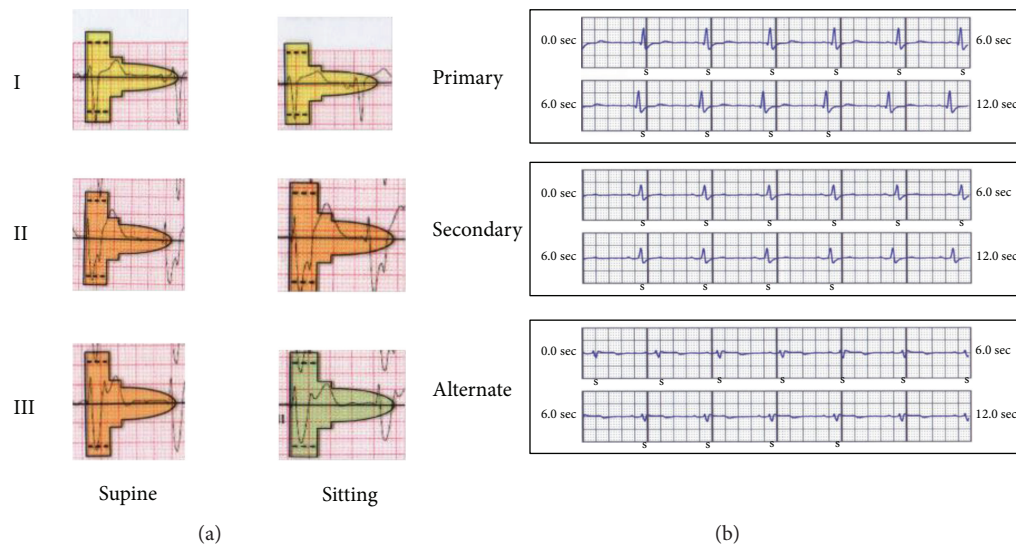 I
II
III
Supine
Sitting
(a)
Primary
0.0 sec
6.0 sec
S S S S S S
6.0 sec
12.0 sec
S S S S
Secondary
0.0 sec
6.0 sec
S S S S S S
6.0 sec
12.0 sec
S S S S
Alternate
0.0 sec
6.0 sec
S S S S S S S
6.0 sec
12.0 sec
S S S S
(b)